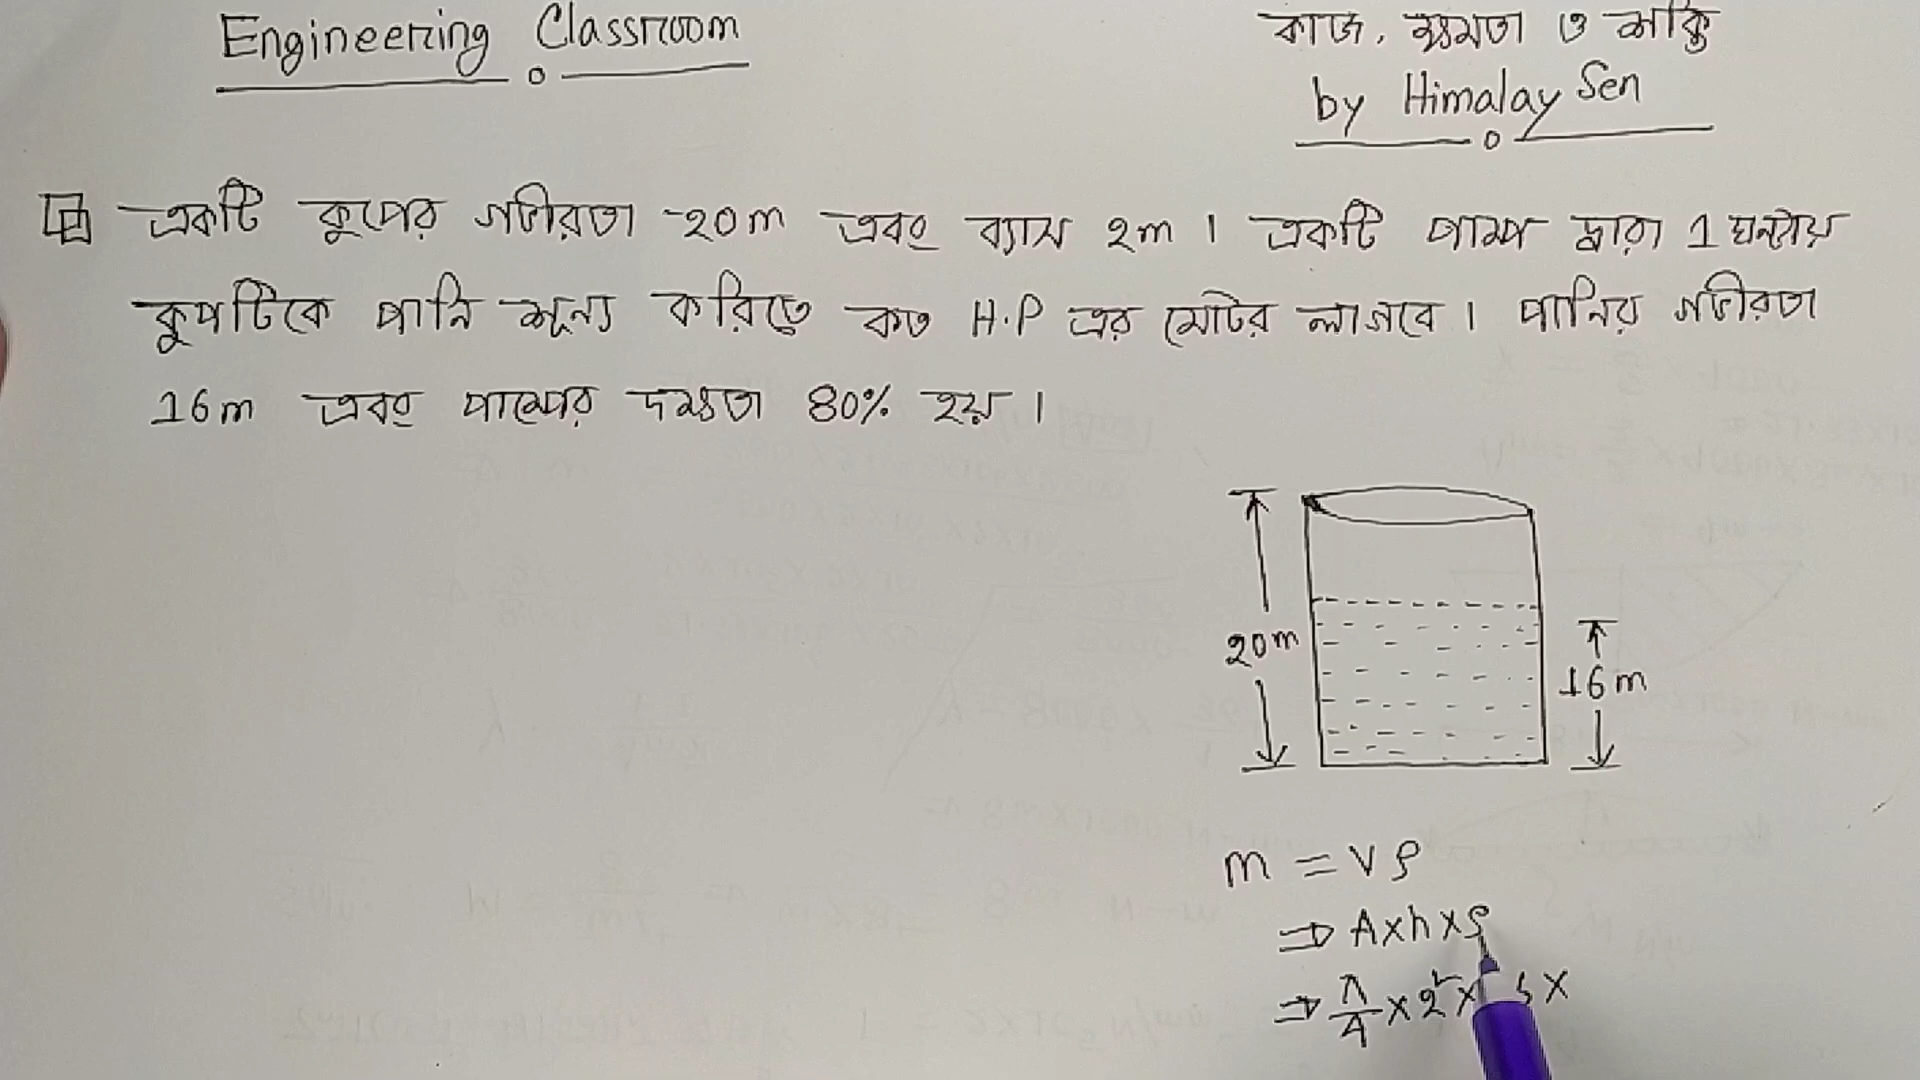 Engineering Classroom
কাজ, ক্ষমতা ও শক্তি
by Himalay Sen
একটি কুপের গভীরতা 20m এবং ব্যাস 2m । একটি পাম্প দ্বারা 1 ঘন্টায়
কুপটিকে পানি শূন্য করিতে কত H.P এর মোটর লাগবে । পানির গভীরতা
16m এবং পাম্পের দক্ষতা 80% হয় ।
20m
16m
m = vρ
⇒ A×h×ρ
⇒ π/4 × 2² ×